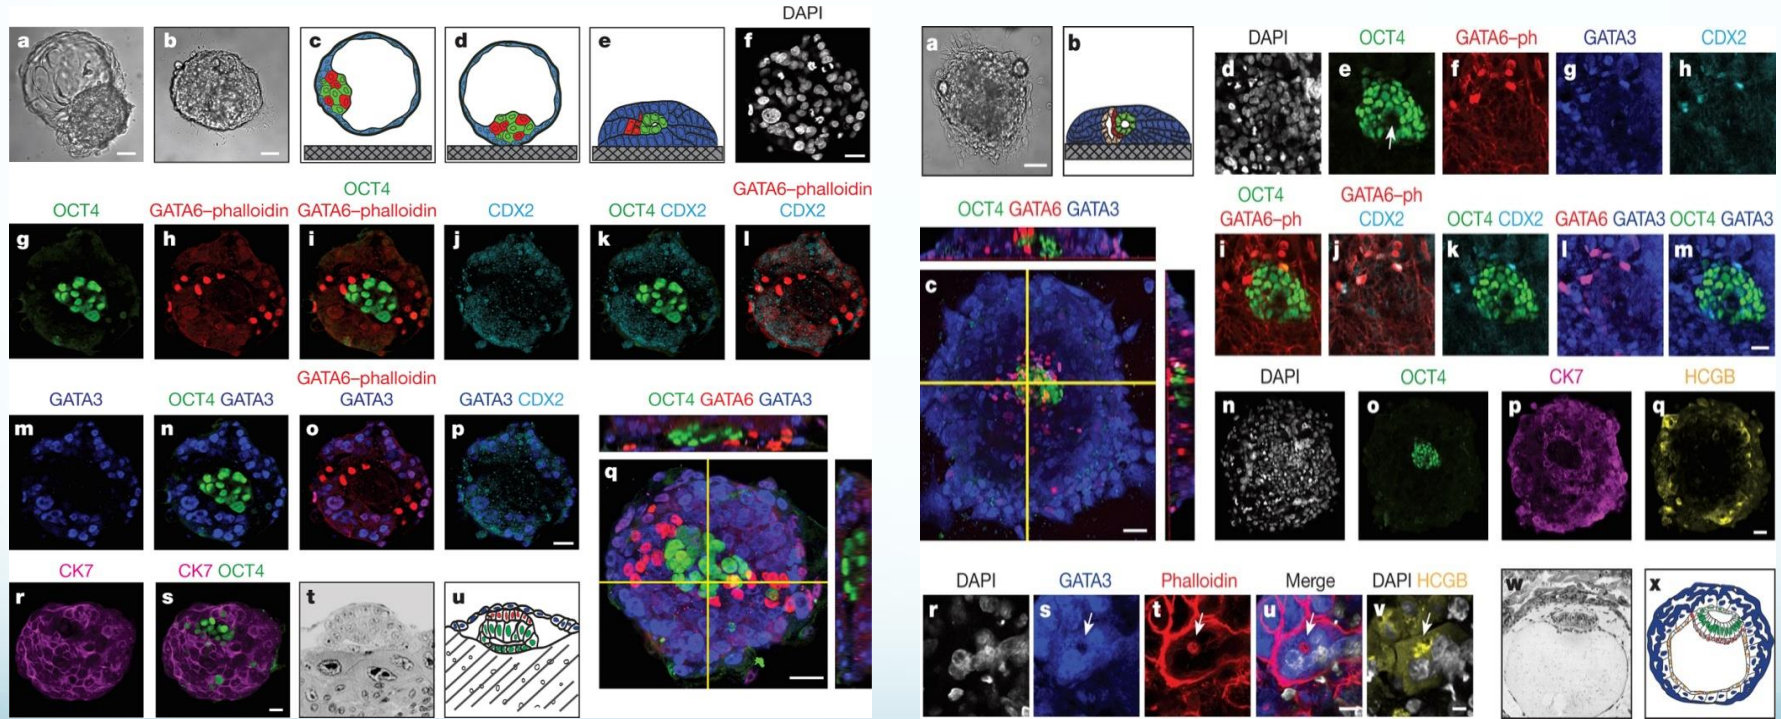 DAPI
a
b
c
d
e
f
OCT4
OCT4
GATA6–phalloidin
GATA6–phalloidin
CDX2
OCT4 CDX2
GATA6–phalloidin
CDX2
g
h
i
j
k
l
GATA3
OCT4 GATA3
GATA6–phalloidin
GATA3
GATA3 CDX2
m
n
o
p
OCT4 GATA6 GATA3
q
CK7
CK7 OCT4
r
s
t
u
a
b
DAPI
OCT4
GATA6–ph
GATA3
CDX2
d
e
f
g
h
OCT4 GATA6 GATA3
c
OCT4
GATA6–ph
GATA6–ph
CDX2
OCT4 CDX2
GATA6 GATA3
OCT4 GATA3
i
j
k
l
m
DAPI
OCT4
CK7
HCGB
n
o
p
q
DAPI
GATA3
Phalloidin
Merge
DAPI HCGB
r
s
t
u
v
w
x